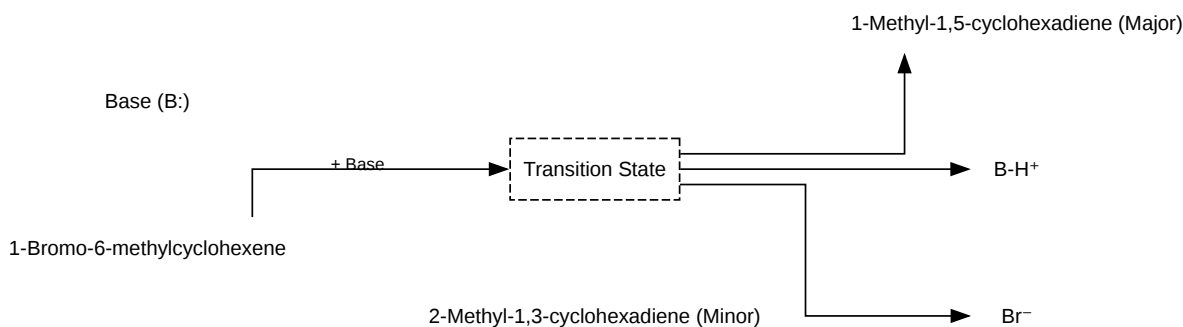 1-Methyl-1,5-cyclohexadiene (Major)
Base (B:)
+ Base
Transition State
B-H⁺
1-Bromo-6-methylcyclohexene
2-Methyl-1,3-cyclohexadiene (Minor)
Br⁻